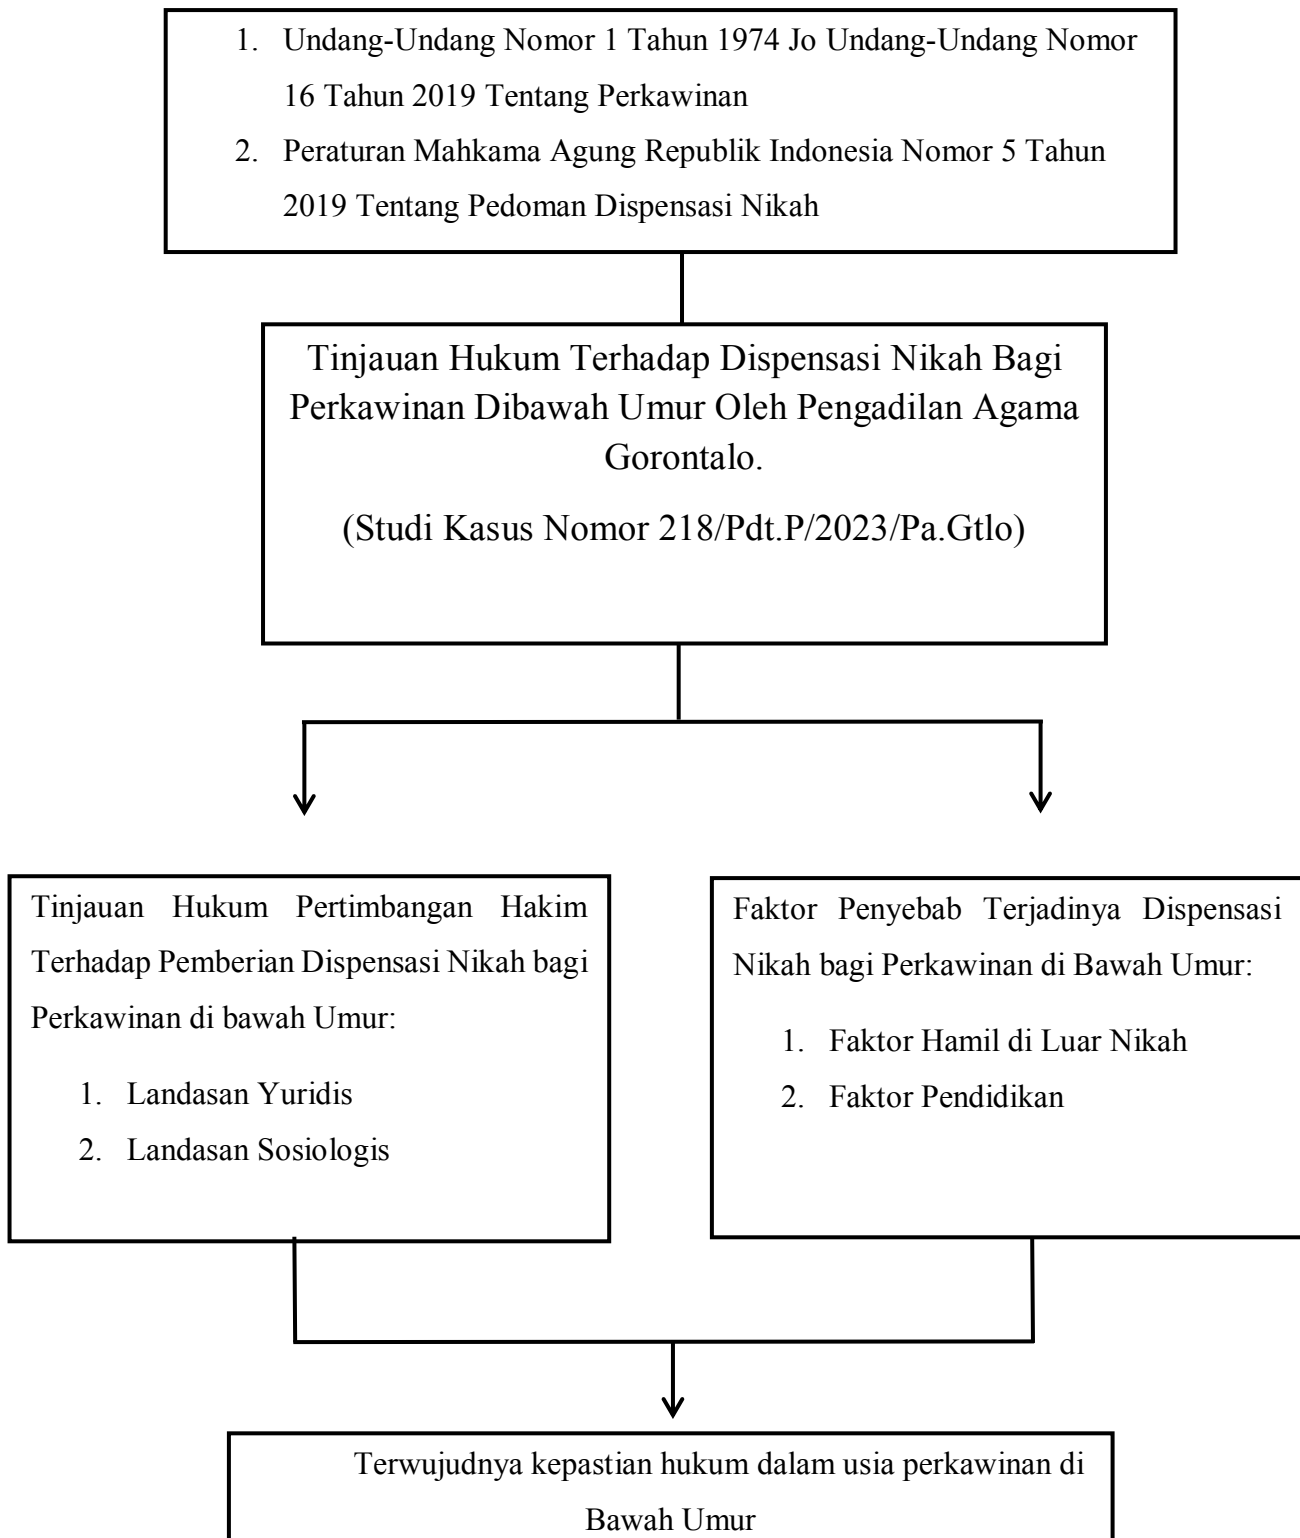 1. Undang-Undang Nomor 1 Tahun 1974 Jo Undang-Undang Nomor
16 Tahun 2019 Tentang Perkawinan
2. Peraturan Mahkama Agung Republik Indonesia Nomor 5 Tahun
2019 Tentang Pedoman Dispensasi Nikah
Tinjauan Hukum Terhadap Dispensasi Nikah Bagi
Perkawinan Dibawah Umur Oleh Pengadilan Agama
Gorontalo.
(Studi Kasus Nomor 218/Pdt.P/2023/Pa.Gtlo)
Tinjauan Hukum Pertimbangan Hakim
Terhadap Pemberian Dispensasi Nikah bagi
Perkawinan di bawah Umur:
1. Landasan Yuridis
2. Landasan Sosiologis
Faktor Penyebab Terjadinya Dispensasi
Nikah bagi Perkawinan di Bawah Umur:
1. Faktor Hamil di Luar Nikah
2. Faktor Pendidikan
Terwujudnya kepastian hukum dalam usia perkawinan di
Bawah Umur